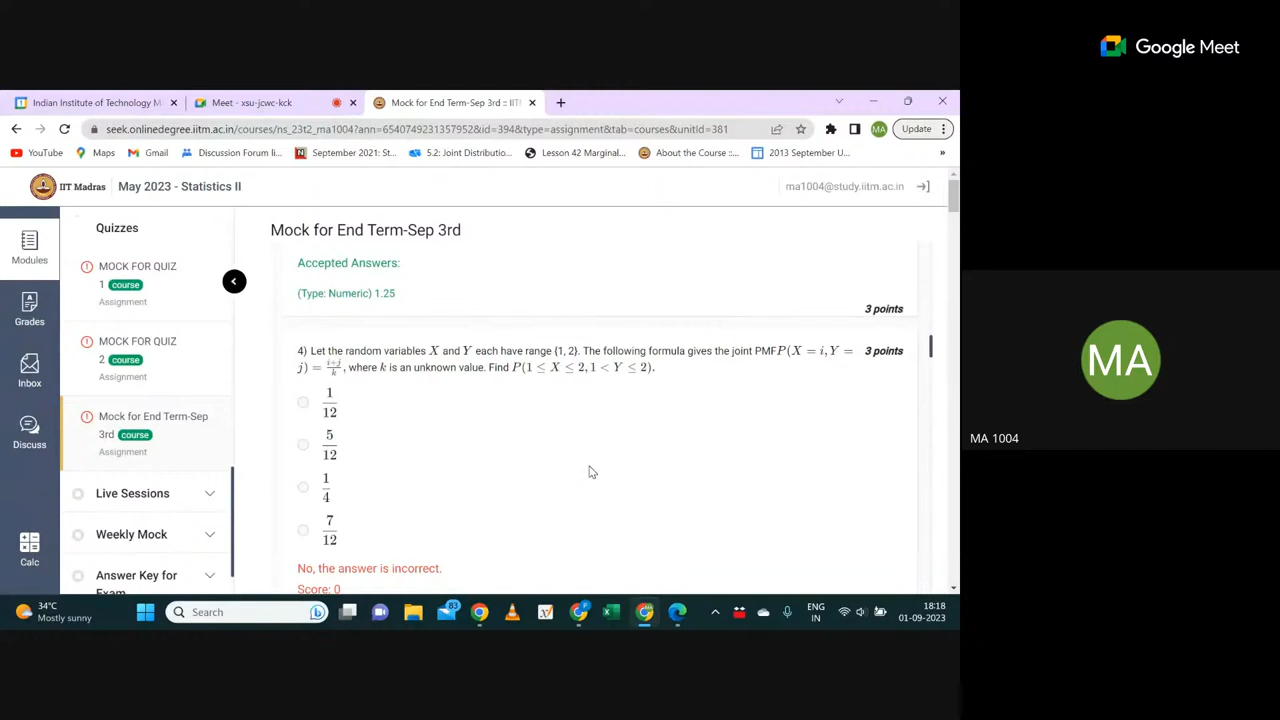 Google Meet
Indian Institute of Technology M
Meet - xsu-jcwc-kck
Mock for End Term-Sep 3rd :: IITM
seek.onlinedegree.iitm.ac.in/courses/ns_23t2_ma1004?ann=6540749231357952&id=394&type=assignment&tab=courses&unitId=381
MA
Update
YouTube
Maps
Gmail
Discussion Forum li...
September 2021: St...
5.2: Joint Distributio...
Lesson 42 Marginal...
About the Course ::...
2013 September U...
»
IIT Madras
May 2023 - Statistics II
ma1004@study.iitm.ac.in
Modules
Grades
Inbox
Discuss
Calc
Quizzes
MOCK FOR QUIZ
1 course
Assignment
MOCK FOR QUIZ
2 course
Assignment
Mock for End Term-Sep
3rd course
Assignment
Live Sessions
Weekly Mock
Answer Key for
Exam
Mock for End Term-Sep 3rd
Accepted Answers:
(Type: Numeric) 1.25
3 points
4) Let the random variables X and Y each have range {1, 2}. The following formula gives the joint PMF P(X = i, Y =
3 points
j) = i+j/k, where k is an unknown value. Find P(1 ≤ X ≤ 2, 1 < Y ≤ 2).
1/12
5/12
1/4
7/12
No, the answer is incorrect.
Score: 0
MA
MA 1004
34°C
Mostly sunny
Search
83
ENG
IN
18:18
01-09-2023